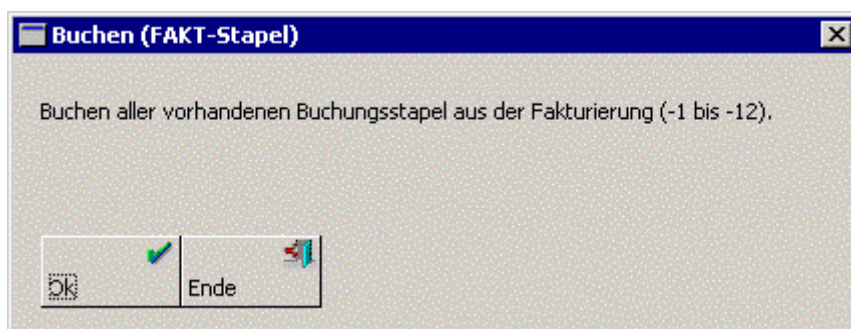 Buchen (FAKT-Stapel)
Buchen aller vorhandenen Buchungsstapel aus der Fakturierung (-1 bis -12).
Ok
Ende